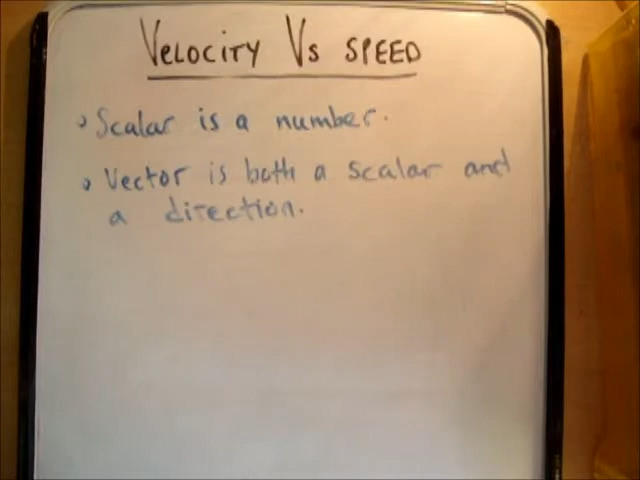 Velocity Vs SPEED
• Scalar is a number.
• Vector is both a scalar and
a direction.